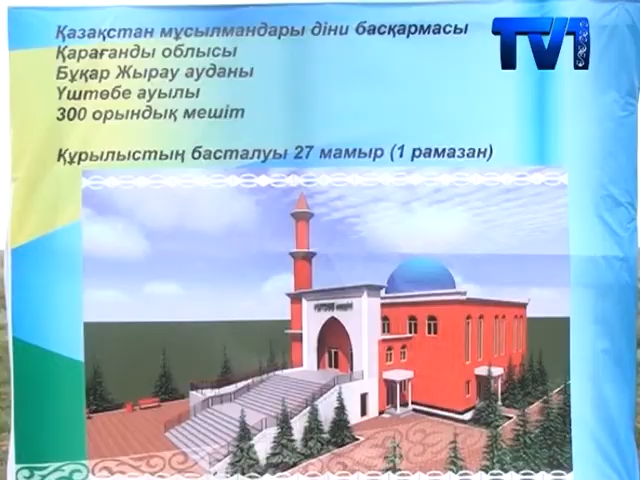 Қазақстан мұсылмандары діни басқармасы
Қарағанды облысы
Бұқар Жырау ауданы
Үштөбе ауылы
300 орындық мешіт
Құрылыстың басталуы 27 мамыр (1 рамазан)
TV1